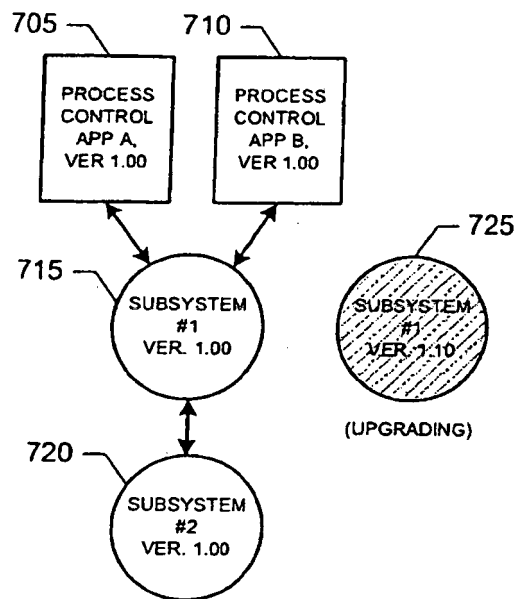 705
710
PROCESS
CONTROL
APP A,
VER 1.00
PROCESS
CONTROL
APP B,
VER 1.00
725
715
SUBSYSTEM
#1
VER. 1.00
SUBSYSTEM
#1
VER. 1.10
(UPGRADING)
720
SUBSYSTEM
#2
VER. 1.00